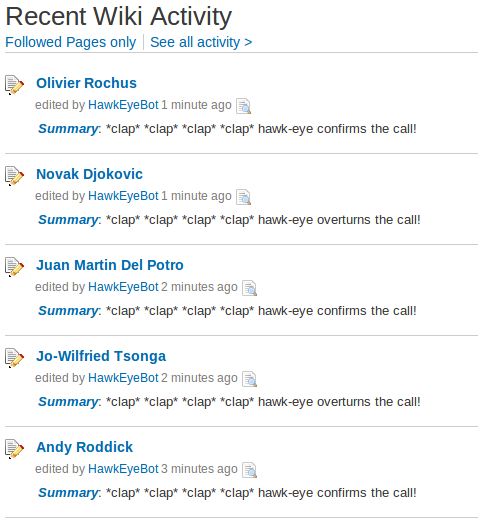 Recent Wiki Activity
Followed Pages only | See all activity >
Olivier Rochus
edited by HawkEyeBot 1 minute ago
Summary: *clap* *clap* *clap* *clap* hawk-eye confirms the call!
Novak Djokovic
edited by HawkEyeBot 1 minute ago
Summary: *clap* *clap* *clap* *clap* hawk-eye overturns the call!
Juan Martin Del Potro
edited by HawkEyeBot 2 minutes ago
Summary: *clap* *clap* *clap* *clap* hawk-eye confirms the call!
Jo-Wilfried Tsonga
edited by HawkEyeBot 2 minutes ago
Summary: *clap* *clap* *clap* *clap* hawk-eye overturns the call!
Andy Roddick
edited by HawkEyeBot 3 minutes ago
Summary: *clap* *clap* *clap* *clap* hawk-eye confirms the call!